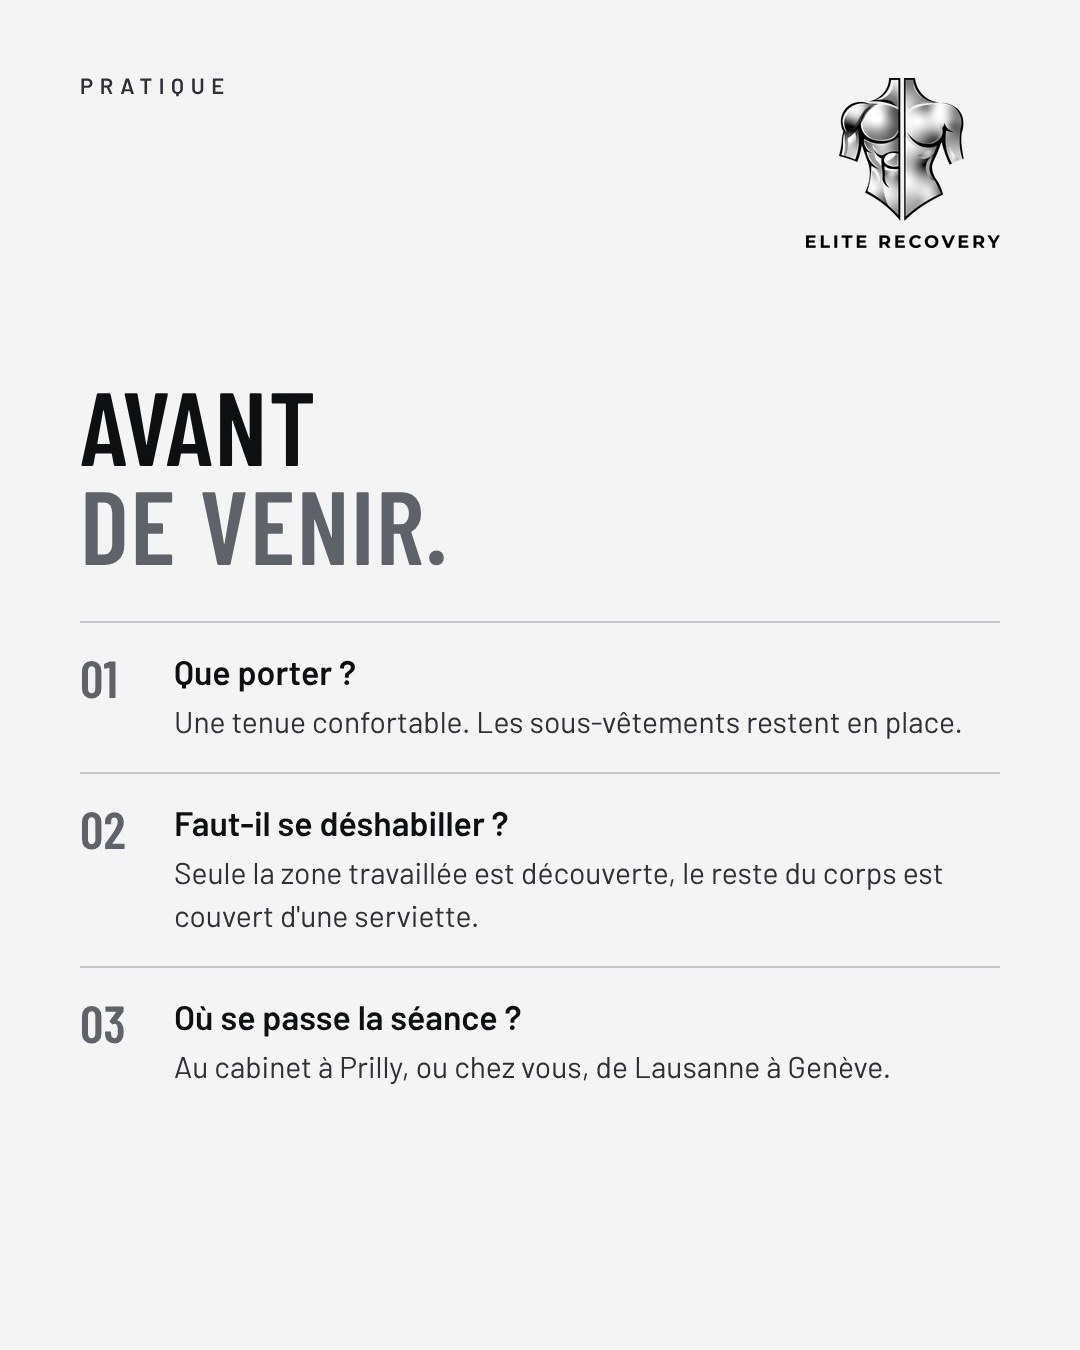 PRATIQUE
ELITE RECOVERY
AVANT
DE VENIR.
01
Que porter ?
Une tenue confortable. Les sous-vêtements restent en place.
02
Faut-il se déshabiller ?
Seule la zone travaillée est découverte, le reste du corps est
couvert d'une serviette.
03
Où se passe la séance ?
Au cabinet à Prilly, ou chez vous, de Lausanne à Genève.